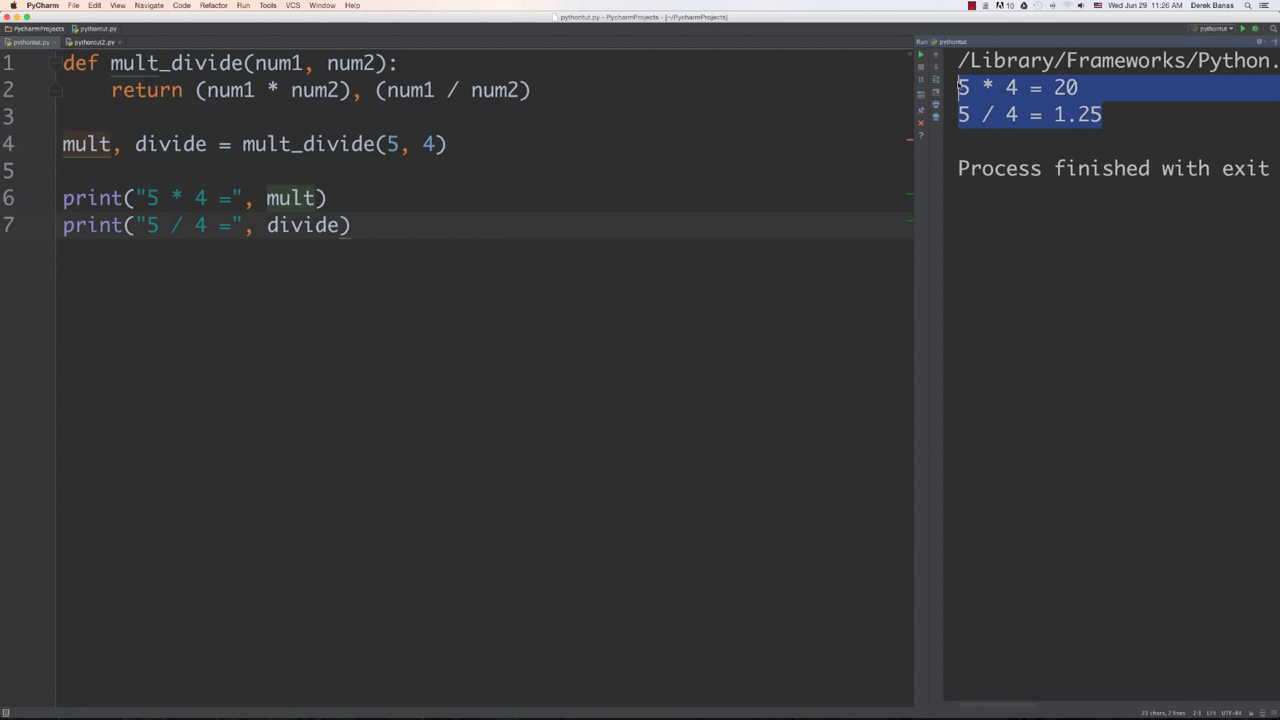 PyCharm File Edit View Navigate Code Refactor Run Tools VCS Window Help
10 Wed Jun 29 11:26 AM Derek Banas
pythontut.py - PycharmProjects - [~/PycharmProjects]
PycharmProjects pythontut.py
pythontut
pythontut.py pythontut2.py
Run pythontut
1 def mult_divide(num1, num2):
2 return (num1 * num2), (num1 / num2)
3
4 mult, divide = mult_divide(5, 4)
5
6 print("5 * 4 =", mult)
7 print("5 / 4 =", divide)
/Library/Frameworks/Python.
5 * 4 = 20
5 / 4 = 1.25
Process finished with exit
23 chars, 2 lines 2:1 LF UTF-8